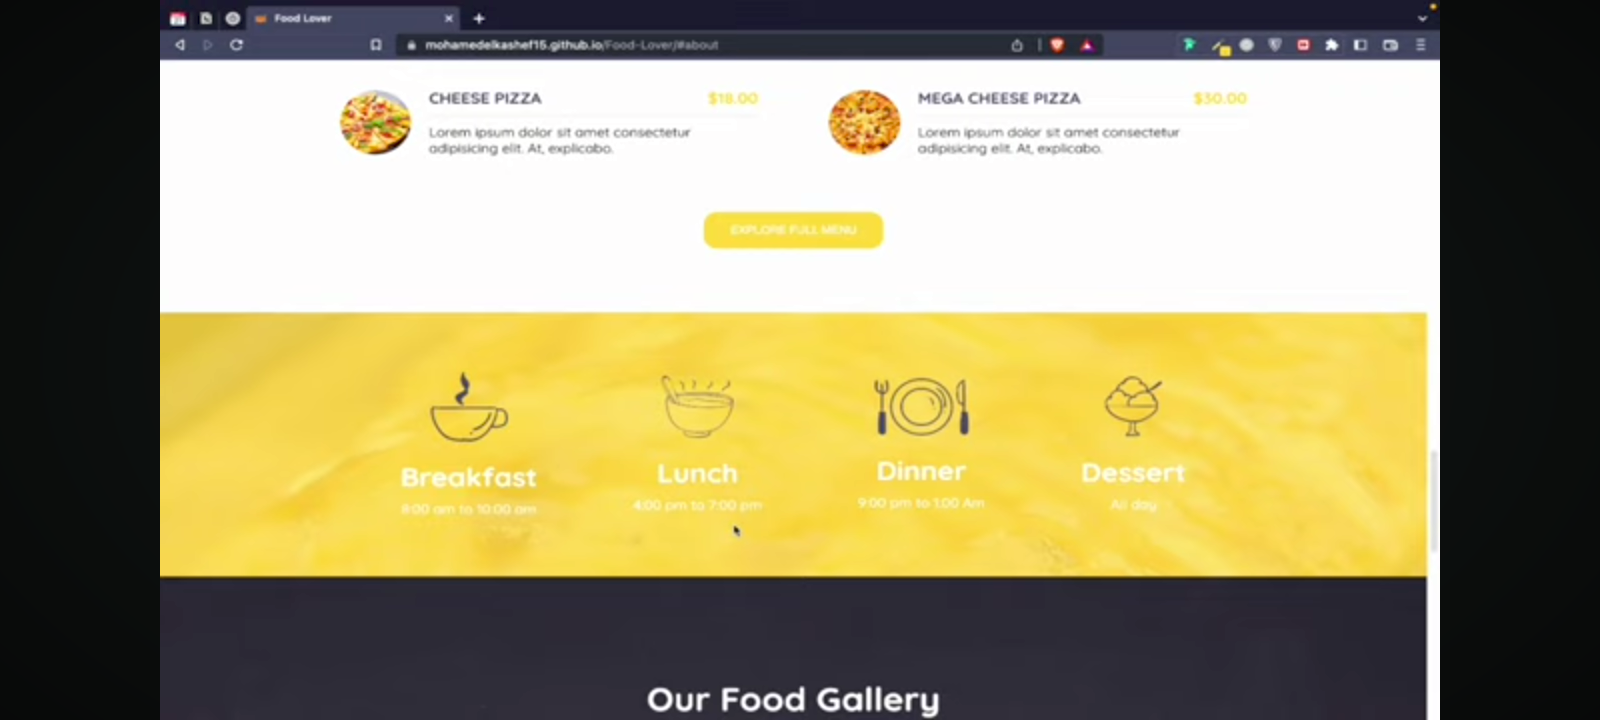 Food Lover
mohamedelkashef15.github.io/Food-Lover/#about
CHEESE PIZZA $18.00
Lorem ipsum dolor sit amet consectetur
adipisicing elit. At, explicabo.
MEGA CHEESE PIZZA $30.00
Lorem ipsum dolor sit amet consectetur
adipisicing elit. At, explicabo.
EXPLORE FULL MENU
Breakfast
8:00 am to 10:00 am
Lunch
4:00 pm to 7:00 pm
Dinner
9:00 pm to 1:00 Am
Dessert
All day
Our Food Gallery